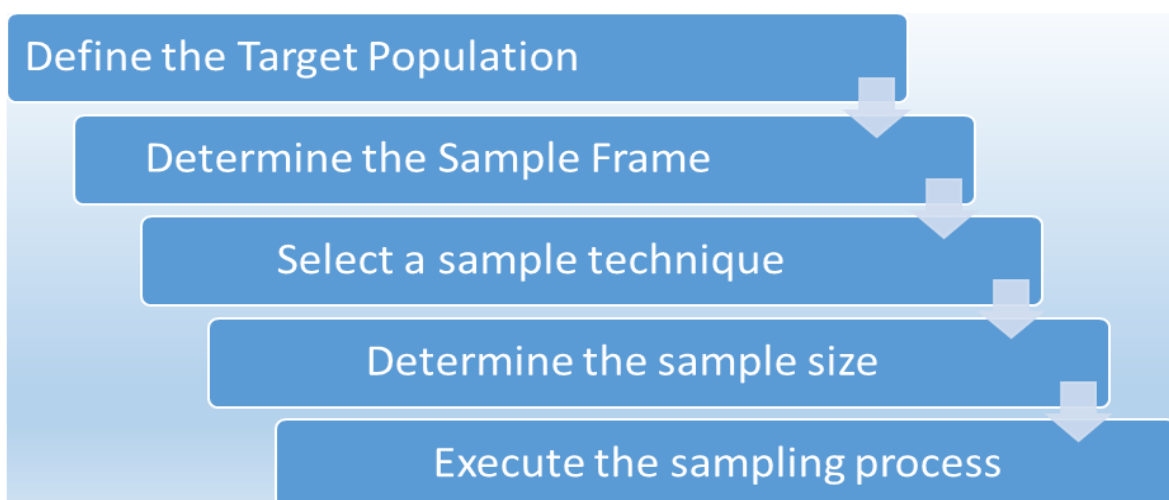 Define the Target Population
Determine the Sample Frame
Select a sample technique
Determine the sample size
Execute the sampling process